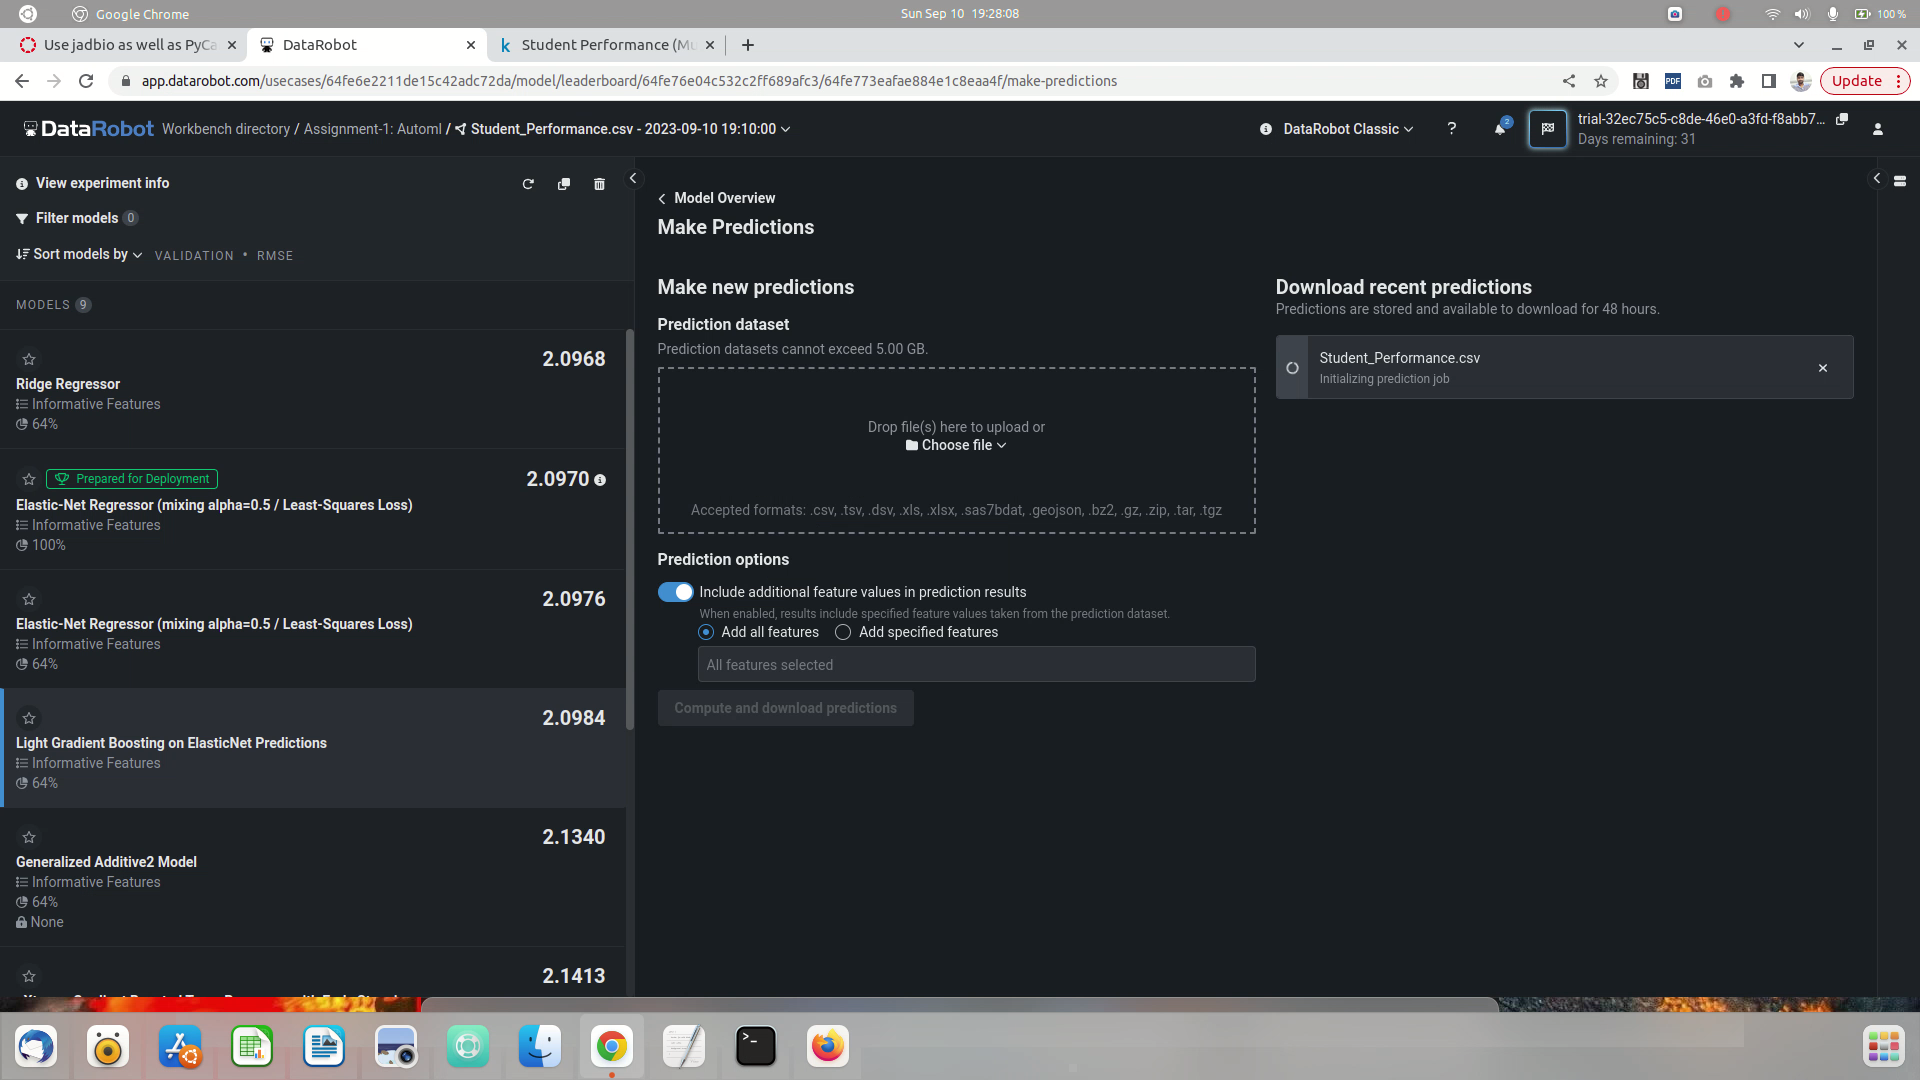 Google Chrome
Sun Sep 10 19:28:08
100 %
Use jadbio as well as PyCa
DataRobot
Student Performance (Mu
app.datarobot.com/usecases/64fe6e2211de15c42adc72da/model/leaderboard/64fe76e04c532c2ff689afc3/64fe773eafae884e1c8eaa4f/make-predictions
PDF
Update
DataRobot
Workbench directory / Assignment-1: Automl / Student_Performance.csv - 2023-09-10 19:10:00
DataRobot Classic
?
2
trial-32ec75c5-c8de-46e0-a3fd-f8abb7...
Days remaining: 31
View experiment info
Filter models 0
Sort models by VALIDATION • RMSE
MODELS 9
2.0968
Ridge Regressor
Informative Features
64%
Prepared for Deployment
2.0970
Elastic-Net Regressor (mixing alpha=0.5 / Least-Squares Loss)
Informative Features
100%
2.0976
Elastic-Net Regressor (mixing alpha=0.5 / Least-Squares Loss)
Informative Features
64%
2.0984
Light Gradient Boosting on ElasticNet Predictions
Informative Features
64%
2.1340
Generalized Additive2 Model
Informative Features
64%
None
2.1413
Model Overview
Make Predictions
Make new predictions
Prediction dataset
Prediction datasets cannot exceed 5.00 GB.
Drop file(s) here to upload or
Choose file
Accepted formats: .csv, .tsv, .dsv, .xls, .xlsx, .sas7bdat, .geojson, .bz2, .gz, .zip, .tar, .tgz
Prediction options
Include additional feature values in prediction results
When enabled, results include specified feature values taken from the prediction dataset.
Add all features
Add specified features
All features selected
Compute and download predictions
Download recent predictions
Predictions are stored and available to download for 48 hours.
Student_Performance.csv
Initializing prediction job